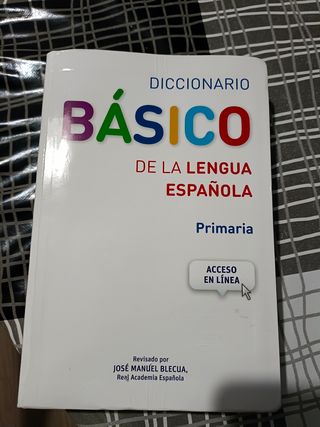 DICCIONARIO
BÁSICO
DE LA LENGUA
ESPAÑOLA
Primaria
ACCESO
EN LÍNEA
Revisado por
JOSÉ MANUEL BLECUA,
Real Academia Española